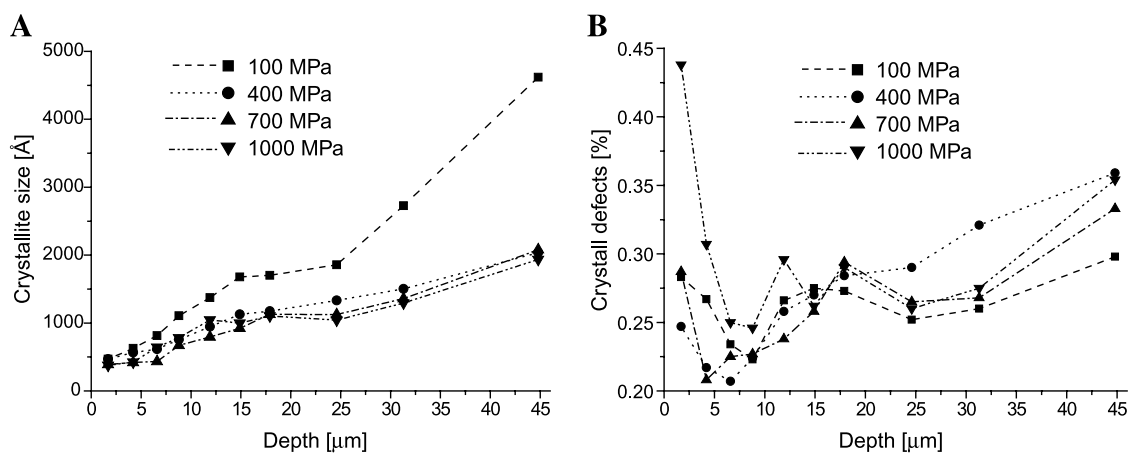 A
Crystallite size [Å]
5000
4000
3000
2000
1000
0
100 MPa
400 MPa
700 MPa
1000 MPa
0 5 10 15 20 25 30 35 40 45
Depth [μm]
B
Crystall defects [%]
0.45
0.40
0.35
0.30
0.25
0.20
100 MPa
400 MPa
700 MPa
1000 MPa
0 5 10 15 20 25 30 35 40 45
Depth [μm]